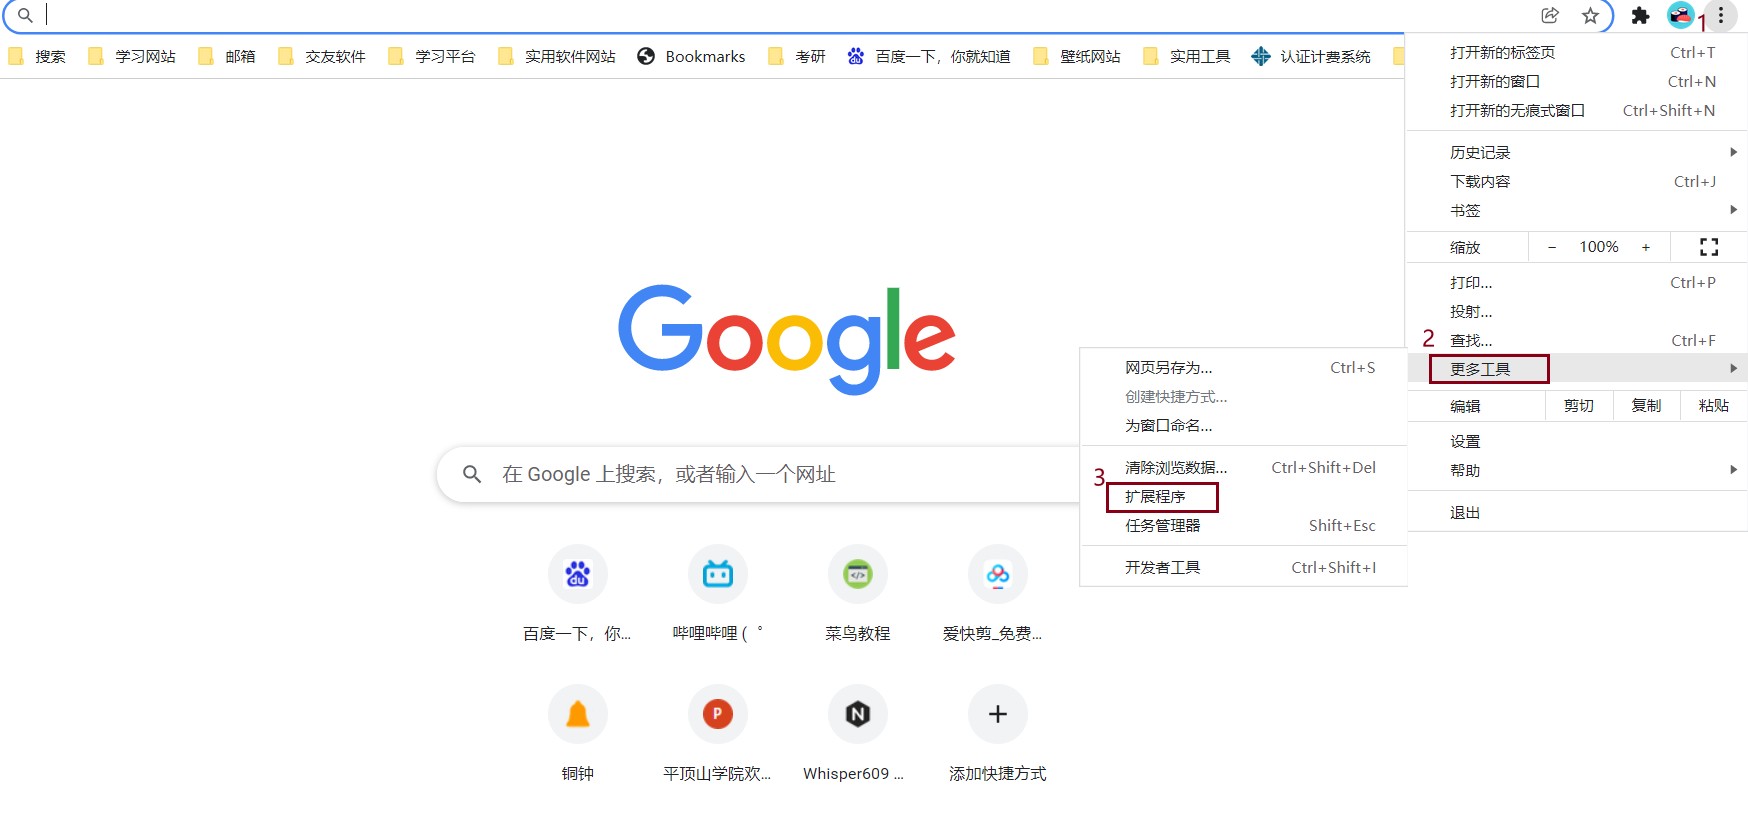 1
搜索 学习网站 邮箱 交友软件 学习平台 实用软件网站 Bookmarks 考研 百度一下，你就知道 壁纸网站 实用工具 认证计费系统
打开新的标签页 Ctrl+T
打开新的窗口 Ctrl+N
打开新的无痕式窗口 Ctrl+Shift+N
历史记录
下载内容 Ctrl+J
书签
缩放 − 100% +
打印... Ctrl+P
投射...
2 查找... Ctrl+F
更多工具
编辑 剪切 复制 粘贴
设置
帮助
退出
网页另存为... Ctrl+S
创建快捷方式...
为窗口命名...
清除浏览数据... Ctrl+Shift+Del
3 扩展程序
任务管理器 Shift+Esc
开发者工具 Ctrl+Shift+I
Google
在 Google 上搜索，或者输入一个网址
du
百度一下，你... 哔哩哔哩 ( ゜ 菜鸟教程 爱快剪_免费...
P N
铜钟 平顶山学院欢... Whisper609 ... 添加快捷方式